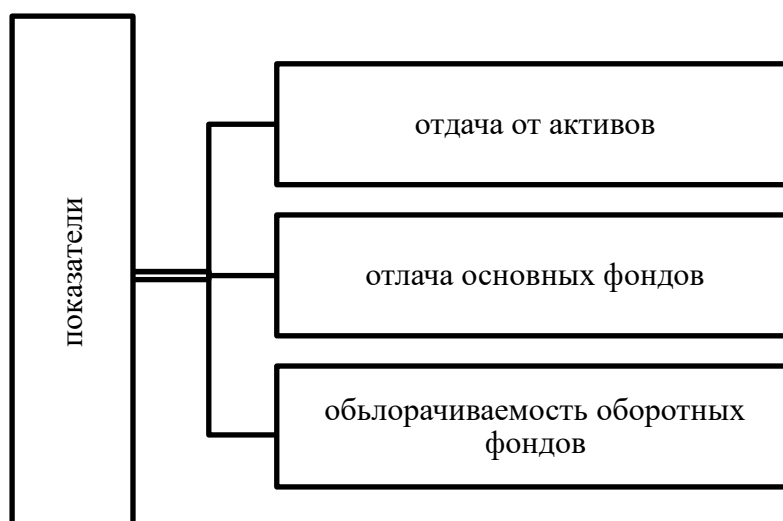 показатели
отдача от активов
отлача основных фондов
обьлорачиваемость оборотных
фондов